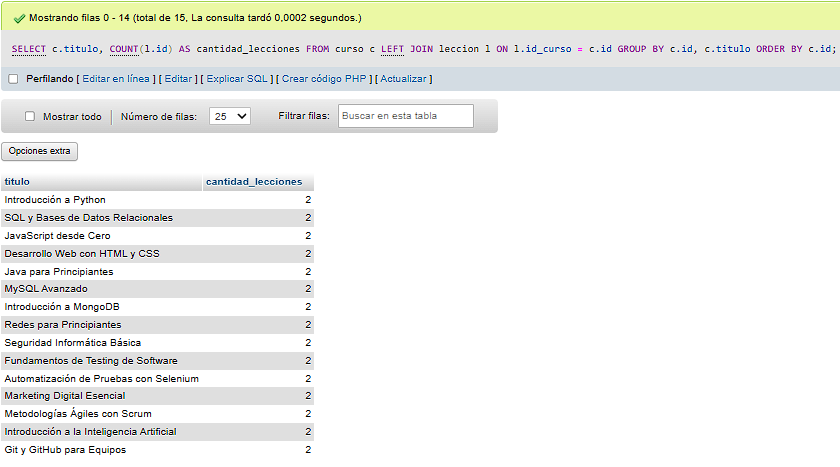 Mostrando filas 0 - 14 (total de 15, La consulta tardó 0,0002 segundos.)
SELECT c.titulo, COUNT(l.id) AS cantidad_lecciones FROM curso c LEFT JOIN leccion l ON l.id_curso = c.id GROUP BY c.id, c.titulo ORDER BY c.id;
Perfilando [ Editar en línea ] [ Editar ] [ Explicar SQL ] [ Crear código PHP ] [ Actualizar ]
Mostrar todo Número de filas: 25 Filtrar filas: Buscar en esta tabla
Opciones extra
titulo cantidad_lecciones
Introducción a Python 2
SQL y Bases de Datos Relacionales 2
JavaScript desde Cero 2
Desarrollo Web con HTML y CSS 2
Java para Principiantes 2
MySQL Avanzado 2
Introducción a MongoDB 2
Redes para Principiantes 2
Seguridad Informática Básica 2
Fundamentos de Testing de Software 2
Automatización de Pruebas con Selenium 2
Marketing Digital Esencial 2
Metodologías Ágiles con Scrum 2
Introducción a la Inteligencia Artificial 2
Git y GitHub para Equipos 2